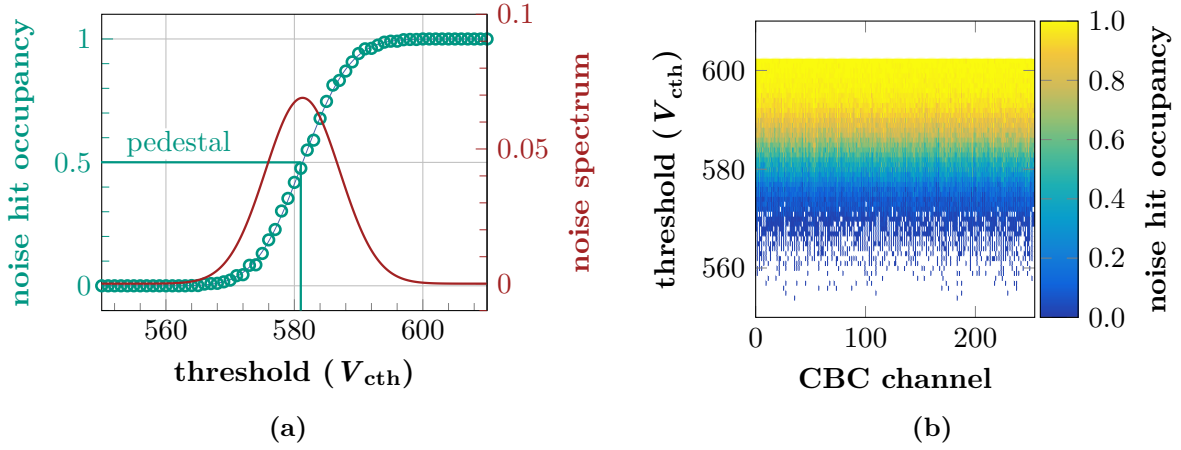 noise hit occupancy
1
0.5
0
pedestal
560
580
600
threshold (Vcth)
0.1
0.05
0
noise spectrum
(a)
threshold (Vcth)
600
580
560
0
100
200
CBC channel
1.0
0.8
0.6
0.4
0.2
0.0
noise hit occupancy
(b)